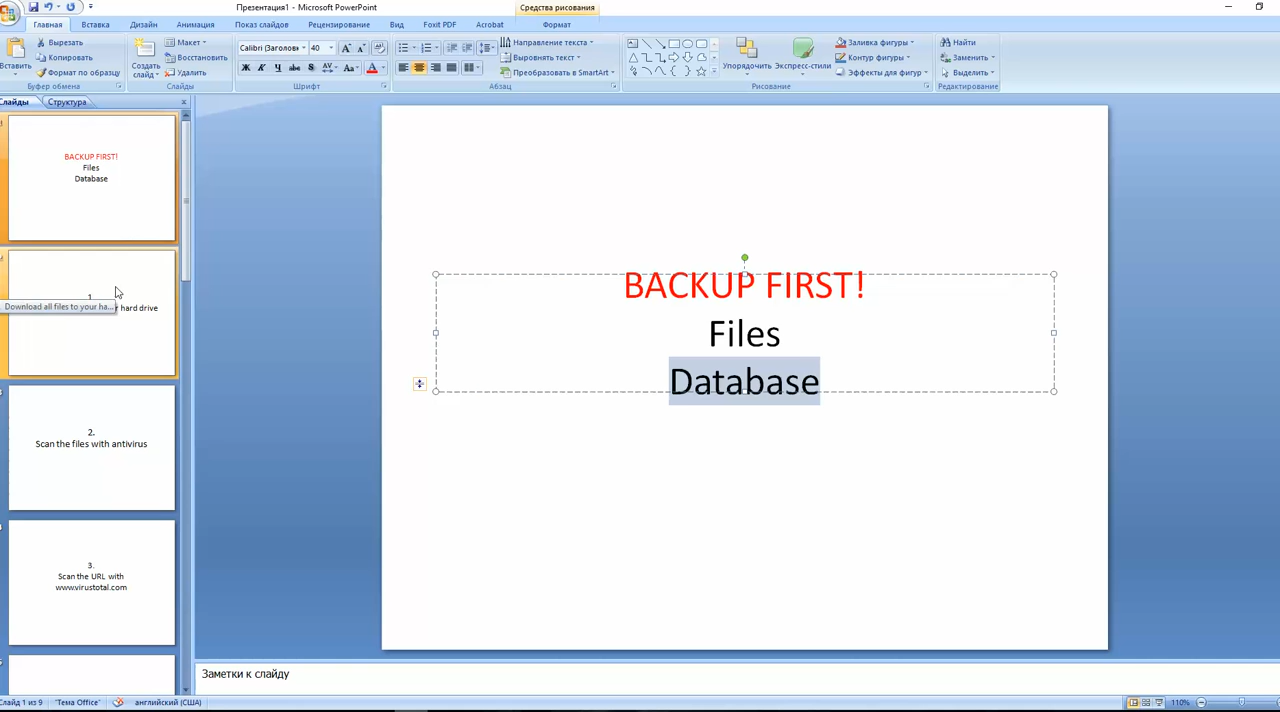 Презентация1 - Microsoft PowerPoint
Средства рисования
Главная Вставка Дизайн Анимация Показ слайдов Рецензирование Вид Foxit PDF Acrobat Формат
Вставить
Вырезать
Копировать
Формат по образцу
Буфер обмена
Создать слайд
Макет
Восстановить
Удалить
Слайды
Calibri (Заголовк 40
Ж К Ч abc S AV Aa A
Шрифт
Направление текста
Выровнять текст
Преобразовать в SmartArt
Абзац
Упорядочить
Экспресс-стили
Заливка фигуры
Контур фигуры
Эффекты для фигур
Рисование
Найти
Заменить
Выделить
Редактирование
Слайды Структура
BACKUP FIRST!
Files
Database
1.
hard drive
Download all files to your ha...
2.
Scan the files with antivirus
3.
Scan the URL with
www.virustotal.com
BACKUP FIRST!
Files
Database
Заметки к слайду
Слайд 1 из 9 "Тема Office" английский (США) 110%